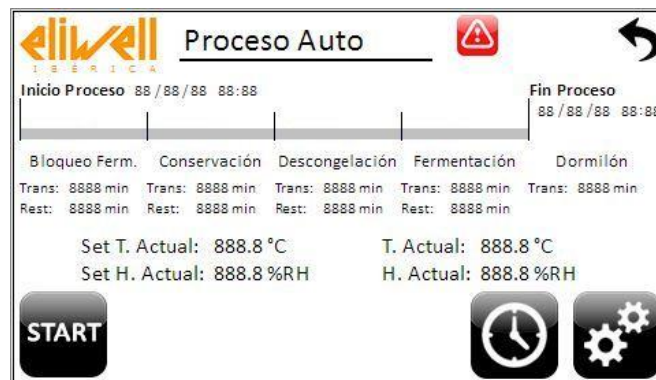 eliwell
IBÉRICA
Proceso Auto
Inicio Proceso 88/88/88 88:88
Fin Proceso
88/88/88 88:88
Bloqueo Ferm. Conservación Descongelación Fermentación Dormilón
Trans: 8888 min Trans: 8888 min Trans: 8888 min Trans: 8888 min Trans: 8888 min
Rest: 8888 min Rest: 8888 min Rest: 8888 min Rest: 8888 min
Set T. Actual: 888.8 °C T. Actual: 888.8 °C
Set H. Actual: 888.8 %RH H. Actual: 888.8 %RH
START